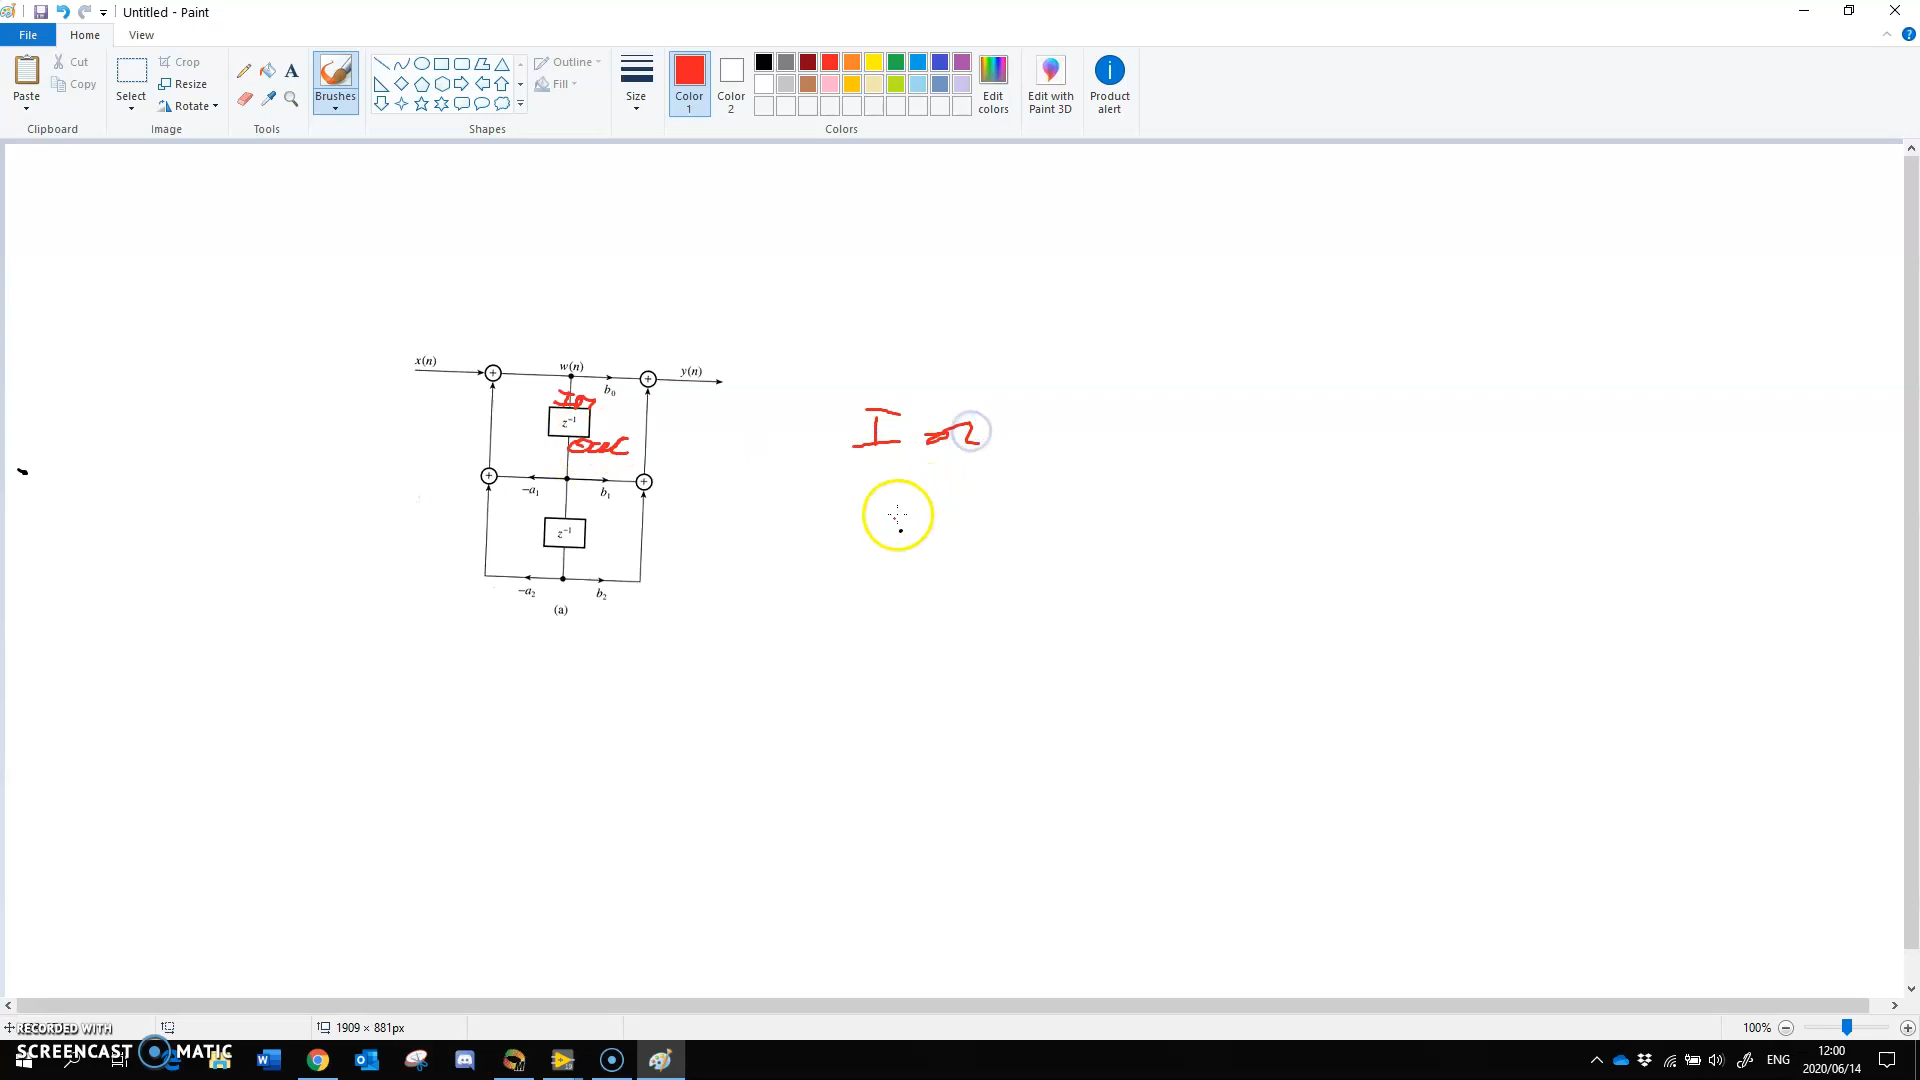 Untitled - Paint
File Home View
Paste
Cut
Copy
Clipboard
Select
Crop
Resize
Rotate
Image
Tools
Brushes
Shapes
Outline
Fill
Size
Color 1
Color 2
Edit colors
Colors
Edit with Paint 3D
Product alert
x(n)
w(n)
b0
y(n)
z⁻¹
−a1
b1
z⁻¹
−a2
b2
(a)
I
1909 × 881px
100%
RECORDED WITH
SCREENCAST MATIC
ENG
12:00
2020/06/14